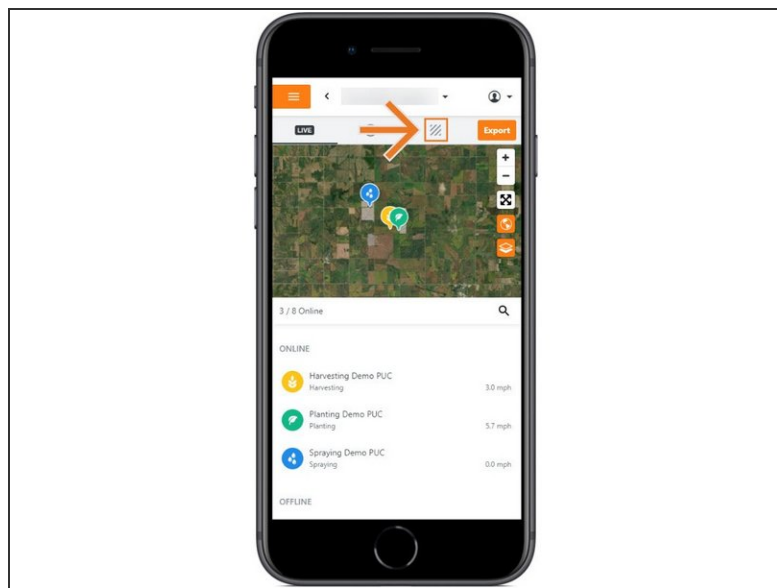 LIVE
Export
+
−
3 / 8 Online
ONLINE
Harvesting Demo PUC
Harvesting
3.0 mph
Planting Demo PUC
Planting
5.7 mph
Spraying Demo PUC
Spraying
0.0 mph
OFFLINE